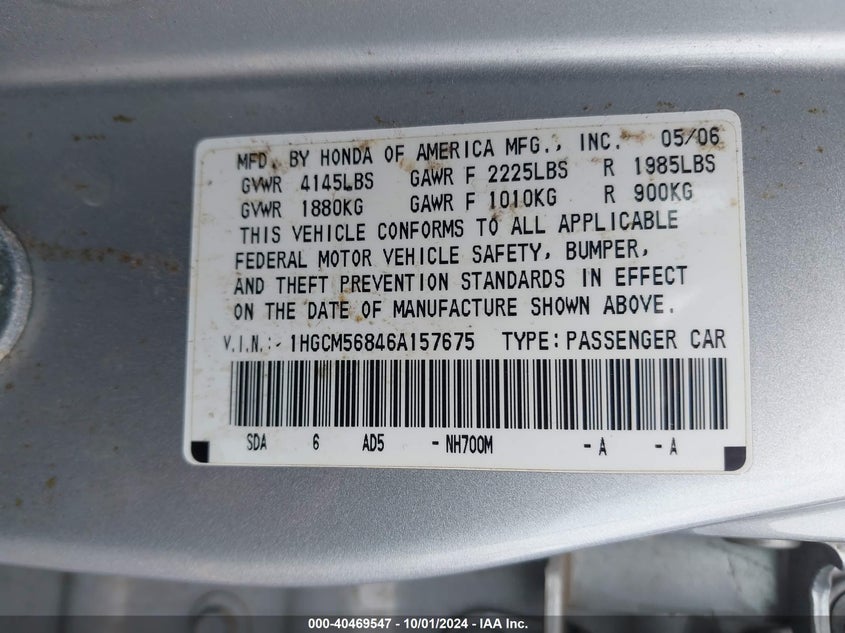 MFD. BY HONDA OF AMERICA MFG., INC. 05/06
GVWR 4145LBS GAWR F 2225LBS R 1985LBS
GVWR 1880KG GAWR F 1010KG R 900KG
THIS VEHICLE CONFORMS TO ALL APPLICABLE
FEDERAL MOTOR VEHICLE SAFETY, BUMPER,
AND THEFT PREVENTION STANDARDS IN EFFECT
ON THE DATE OF MANUFACTURE SHOWN ABOVE.
V.I.N.:- 1HGCM56846A157675 TYPE: PASSENGER CAR
SDA 6 AD5 -NH700M -A -A
000-40469547 - 10/01/2024 - IAA Inc.